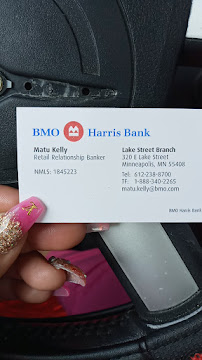 BMO Harris Bank
Matu Kelly
Retail Relationship Banker
NMLS: 1845223
Lake Street Branch
320 E Lake Street
Minneapolis, MN 55408
Tel: 612-238-8700
TF: 1-888-340-2265
matu.kelly@bmo.com
BMO Harris Bank